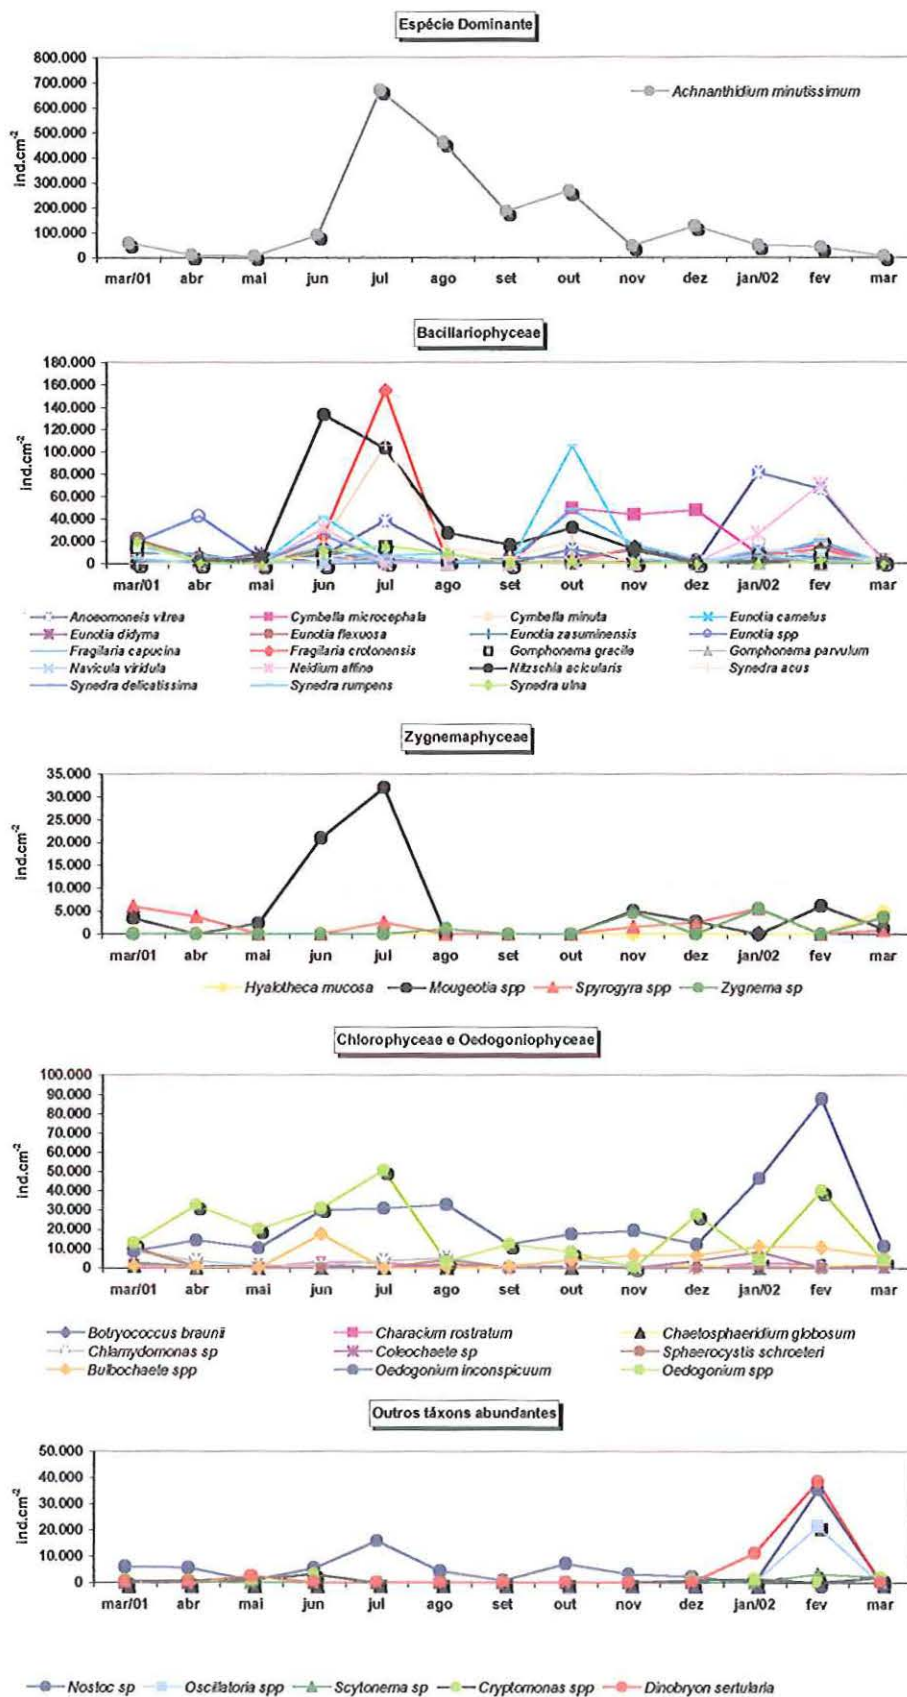 Espécie Dominante
800.000
700.000
600.000
500.000
400.000
300.000
200.000
100.000
0
ind.cm-2
Achnanthidium minutissimum
mar/01 abr mai jun jul ago set out nov dez jan/02 fev mar
Bacillariophyceae
180.000
160.000
140.000
120.000
100.000
80.000
60.000
40.000
20.000
0
ind.cm-2
mar/01 abr mai jun jul ago set out nov dez jan/02 fev mar
Anoeomoneis vitrea Cymbella microcephala Cymbella minuta Eunotia camelus
Eunotia didyma Eunotia flexuosa Eunotia zasuminensis Eunotia spp
Fragilaria capucina Fragilaria crotonensis Gomphonema gracile Gomphonema parvulum
Navicula viridula Neidium affine Nitzschia acicularis Synedra acus
Synedra delicatissima Synedra rumpens Synedra ulna
Zygnemaphyceae
35.000
30.000
25.000
20.000
15.000
10.000
5.000
0
ind.cm-2
mar/01 abr mai jun jul ago set out nov dez jan/02 fev mar
Hyalotheca mucosa Mougeotia spp Spyrogyra spp Zygnema sp
Chlorophyceae e Oedogoniophyceae
100.000
90.000
80.000
70.000
60.000
50.000
40.000
30.000
20.000
10.000
0
ind.cm-2
mar/01 abr mai jun jul ago set out nov dez jan/02 fev mar
Botryococcus braunii Characium rostratum Chaetosphaeridium globosum
Chlamydomonas sp Coleochaete sp Sphaerocystis schroeteri
Bulbochaete spp Oedogonium inconspicuum Oedogonium spp
Outros táxons abundantes
50.000
40.000
30.000
20.000
10.000
0
ind.cm-2
mar/01 abr mai jun jul ago set out nov dez jan/02 fev mar
Nostoc sp Oscillatoria spp Scytonema sp Cryptomonas spp Dinobryon sertularia